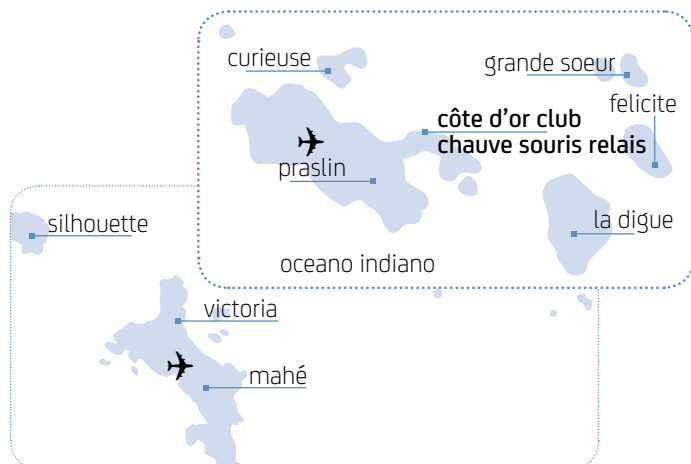 curieuse
grande soeur
felicite
côte d'or club
chauve souris relais
praslin
silhouette
la digue
oceano indiano
victoria
mahé